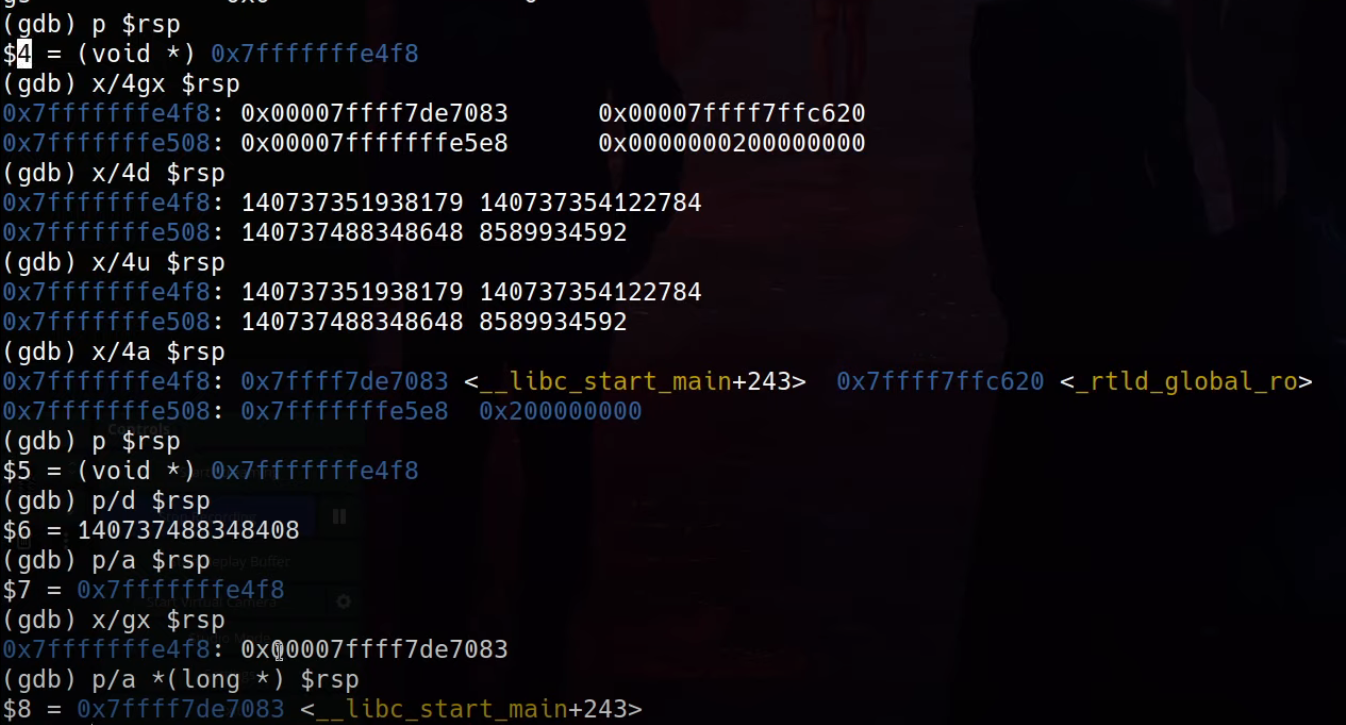 (gdb) p $rsp
$4 = (void *) 0x7fffffffe4f8
(gdb) x/4gx $rsp
0x7fffffffe4f8: 0x00007ffff7de7083 0x00007ffff7ffc620
0x7fffffffe508: 0x00007fffffffe5e8 0x0000000200000000
(gdb) x/4d $rsp
0x7fffffffe4f8: 140737351938179 140737354122784
0x7fffffffe508: 140737488348648 8589934592
(gdb) x/4u $rsp
0x7fffffffe4f8: 140737351938179 140737354122784
0x7fffffffe508: 140737488348648 8589934592
(gdb) x/4a $rsp
0x7fffffffe4f8: 0x7ffff7de7083 <__libc_start_main+243> 0x7ffff7ffc620 <_rtld_global_ro>
0x7fffffffe508: 0x7fffffffe5e8 0x200000000
Controls
(gdb) p $rsp
$5 = (void *) 0x7fffffffe4f8
(gdb) p/d $rsp
$6 = 140737488348408
(gdb) p/a $rsp
$7 = 0x7fffffffe4f8
(gdb) x/gx $rsp
0x7fffffffe4f8: 0x00007ffff7de7083
(gdb) p/a *(long *) $rsp
$8 = 0x7ffff7de7083 <__libc_start_main+243>